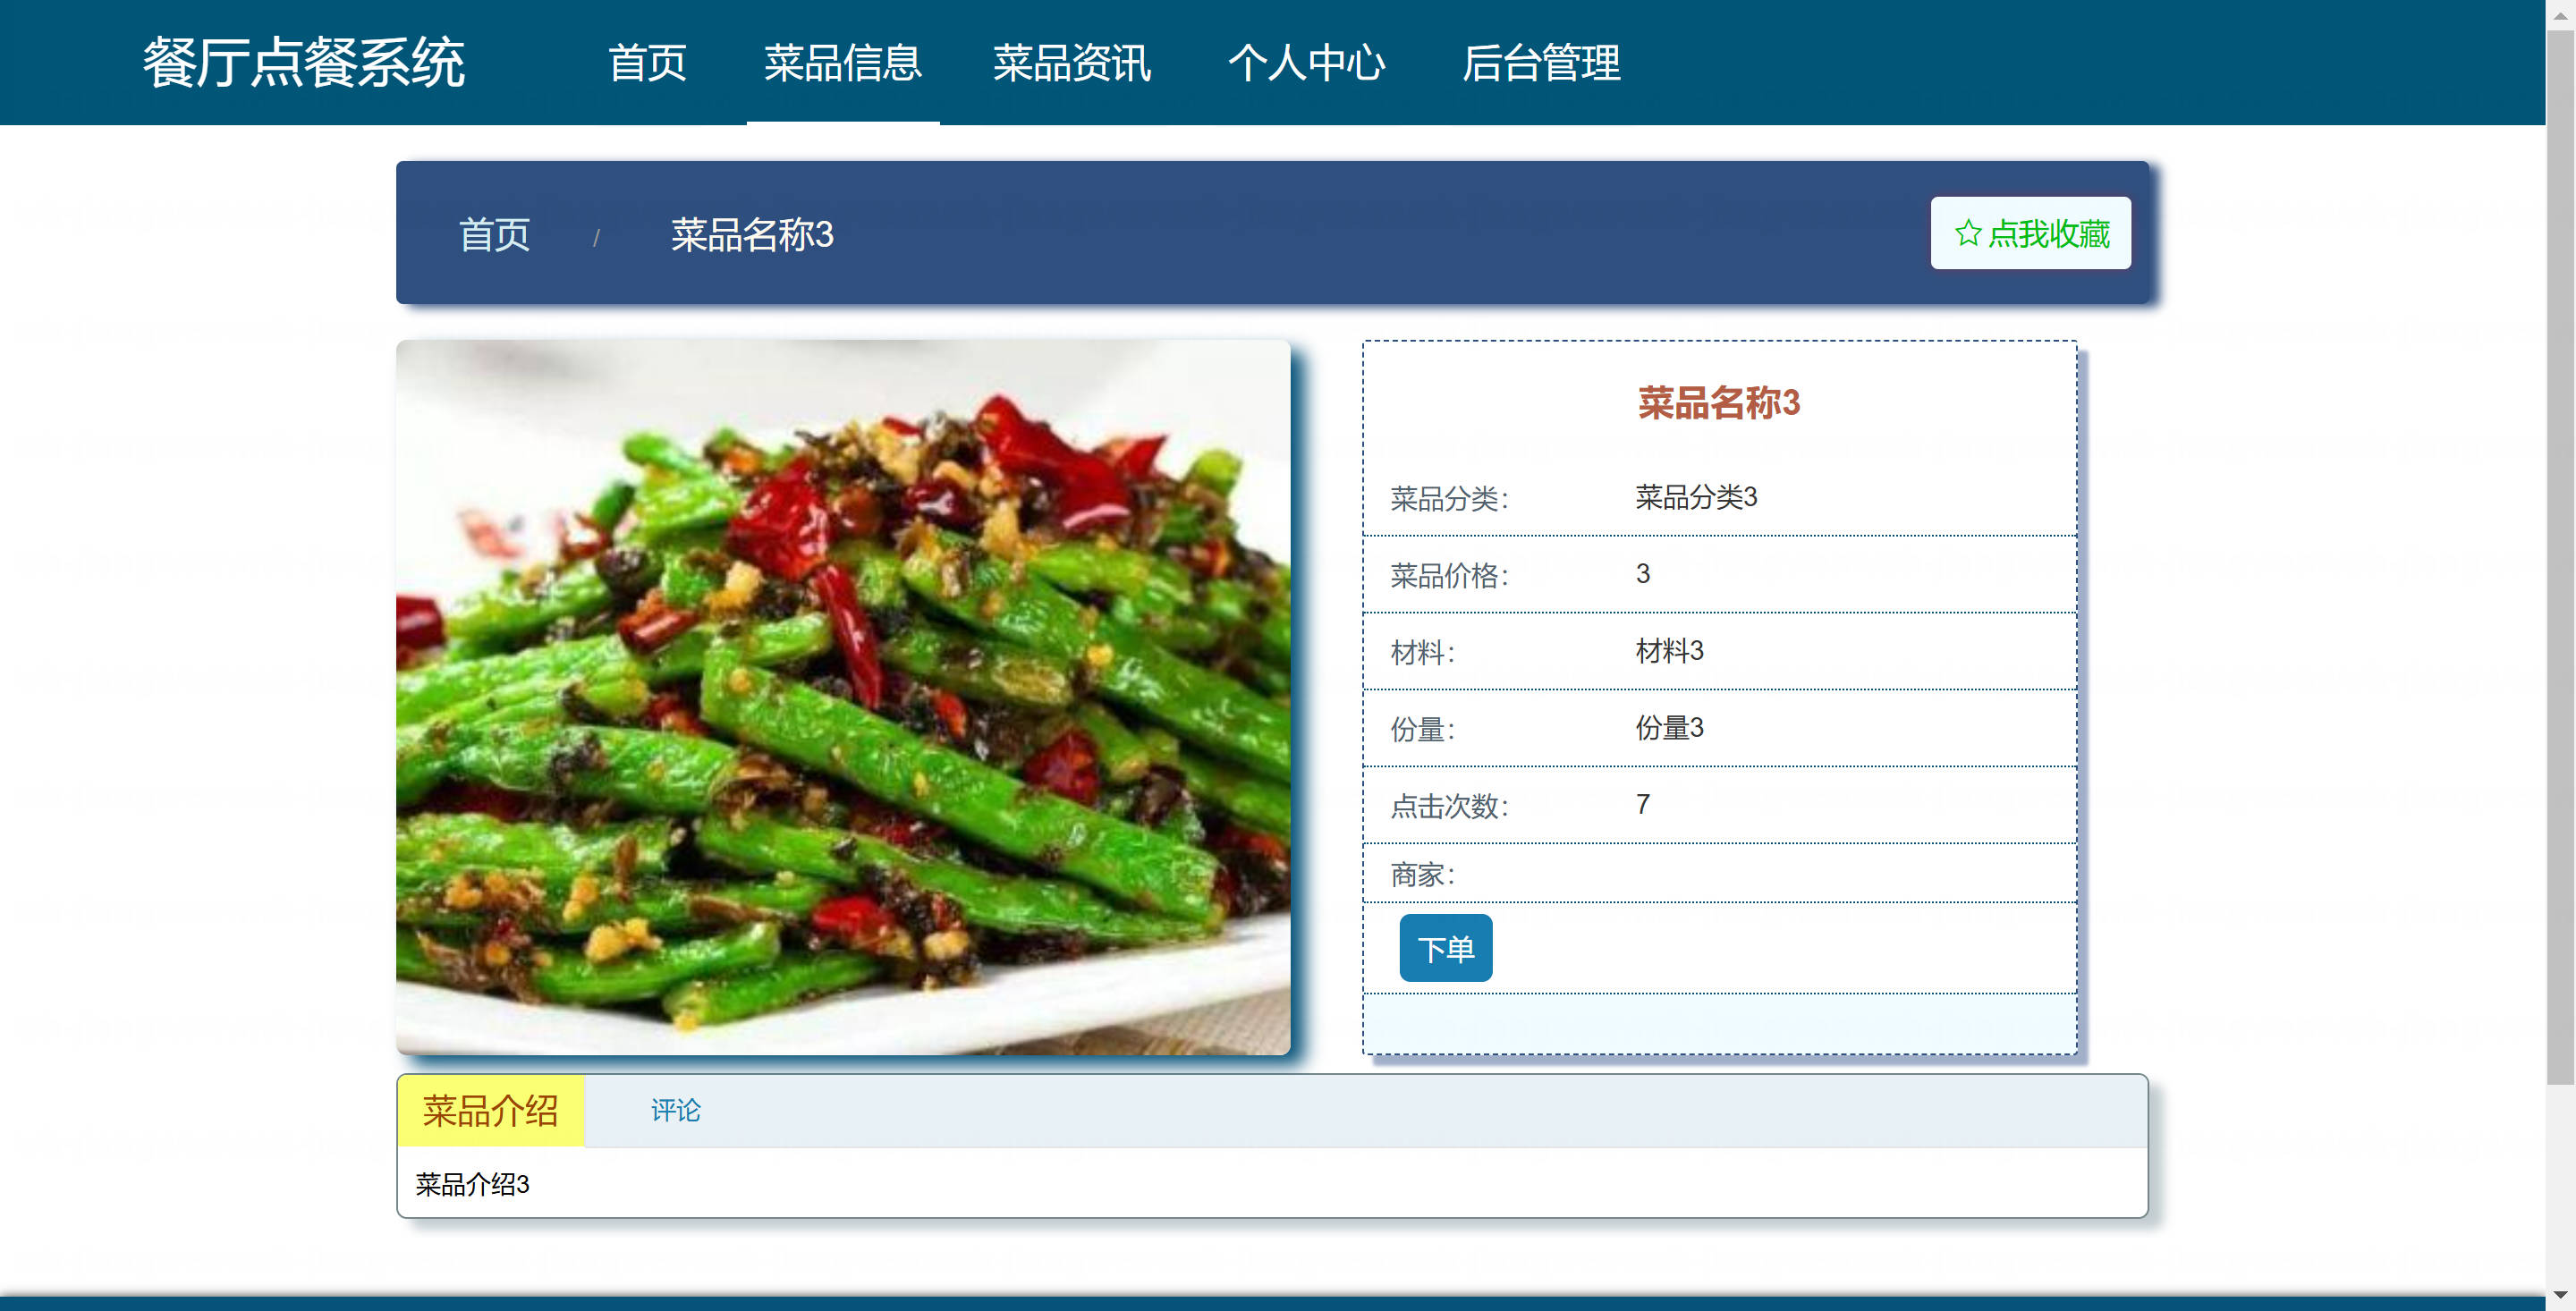 餐厅点餐系统 首页 菜品信息 菜品资讯 个人中心 后台管理
首页 / 菜品名称3 点我收藏
菜品名称3
菜品分类： 菜品分类3
菜品价格： 3
材料： 材料3
份量： 份量3
点击次数： 7
商家：
下单
菜品介绍 评论
菜品介绍3